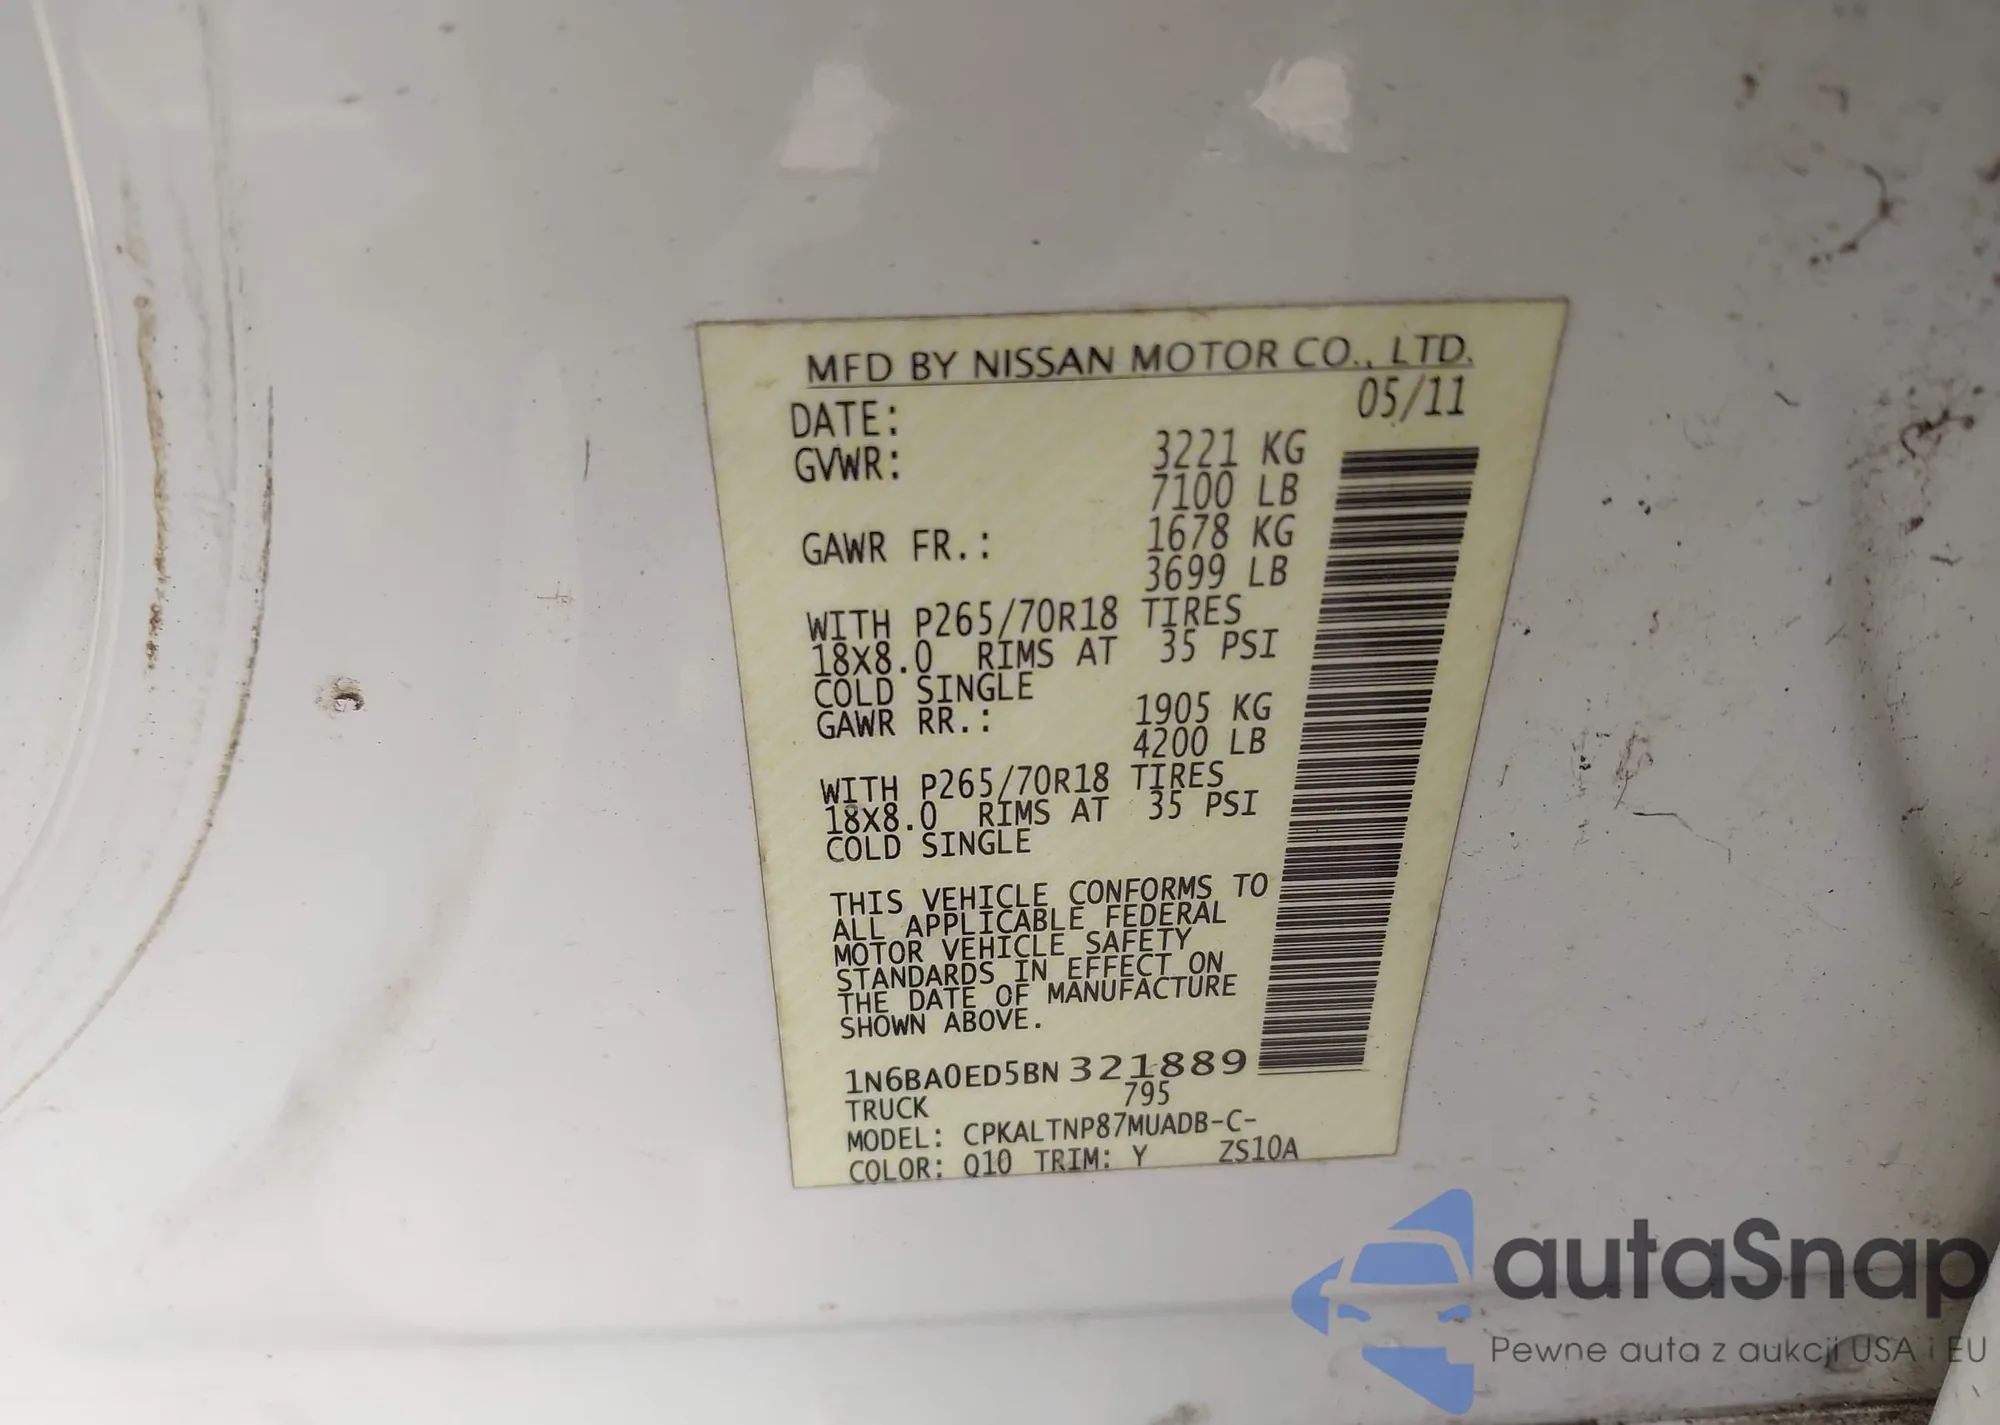 MFD BY NISSAN MOTOR CO., LTD.
DATE: 05/11
GVWR: 3221 KG
7100 LB
GAWR FR.: 1678 KG
3699 LB
WITH P265/70R18 TIRES
18X8.0 RIMS AT 35 PSI
COLD SINGLE
GAWR RR.: 1905 KG
4200 LB
WITH P265/70R18 TIRES
18X8.0 RIMS AT 35 PSI
COLD SINGLE
THIS VEHICLE CONFORMS TO
ALL APPLICABLE FEDERAL
MOTOR VEHICLE SAFETY
STANDARDS IN EFFECT ON
THE DATE OF MANUFACTURE
SHOWN ABOVE.
1N6BA0ED5BN 321889
TRUCK 795
MODEL: CPKALTNP87MUADB-C-
COLOR: Q10 TRIM: Y ZS10A
autaSnap
Pewne auta z aukcji USA i EU